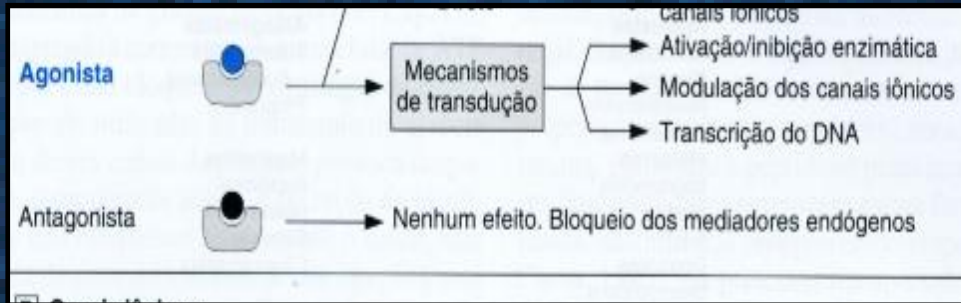 canais iônicos
Agonista
Mecanismos
de transdução
Ativação/inibição enzimática
Modulação dos canais iônicos
Transcrição do DNA
Antagonista
Nenhum efeito. Bloqueio dos mediadores endógenos